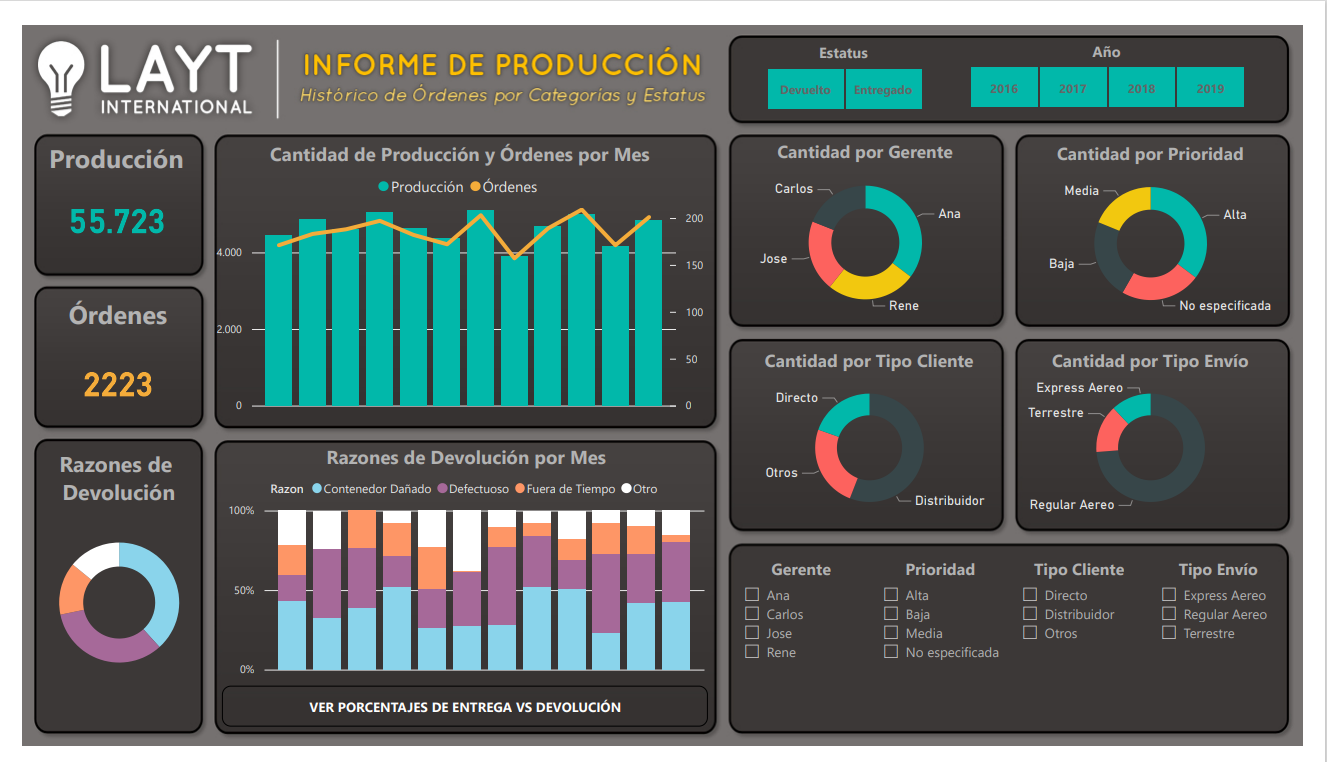 LAYT
INTERNATIONAL
INFORME DE PRODUCCIÓN
Histórico de Órdenes por Categorías y Estatus
Estatus
Devuelto
Entregado
Año
2016
2017
2018
2019
Producción
55.723
Órdenes
2223
Razones de
Devolución
Cantidad de Producción y Órdenes por Mes
Producción
Órdenes
4.000
2.000
0
200
150
100
50
0
Razones de Devolución por Mes
Razon
Contenedor Dañado
Defectuoso
Fuera de Tiempo
Otro
100%
50%
0%
VER PORCENTAJES DE ENTREGA VS DEVOLUCIÓN
Cantidad por Gerente
Carlos
Ana
Jose
Rene
Cantidad por Prioridad
Media
Alta
Baja
No especificada
Cantidad por Tipo Cliente
Directo
Otros
Distribuidor
Cantidad por Tipo Envío
Express Aereo
Terrestre
Regular Aereo
Gerente
Ana
Carlos
Jose
Rene
Prioridad
Alta
Baja
Media
No especificada
Tipo Cliente
Directo
Distribuidor
Otros
Tipo Envío
Express Aereo
Regular Aereo
Terrestre